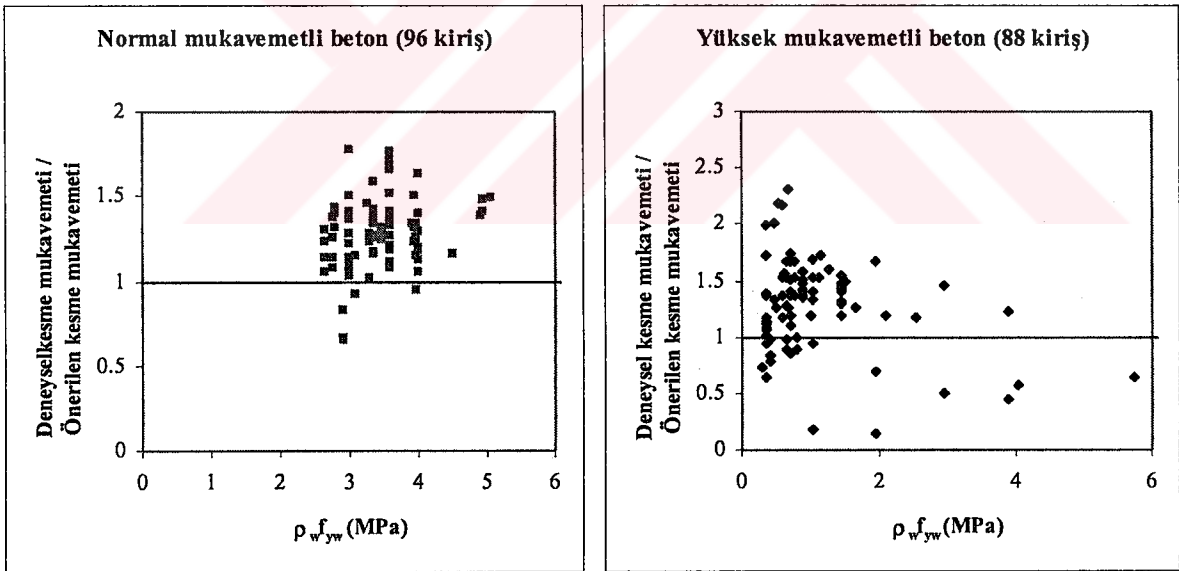 Normal mukavemetli beton (96 kiriş)
Deneyselkesme mukavemeti /
Önerilen kesme mukavemeti
2
1.5
1
0.5
0
0 1 2 3 4 5 6
ρwfyw (MPa)
Yüksek mukavemetli beton (88 kiriş)
Deneysel kesme mukavemeti /
Önerilen kesme mukavemeti
3
2.5
2
1.5
1
0.5
0
0 2 4 6
ρwfyw (MPa)